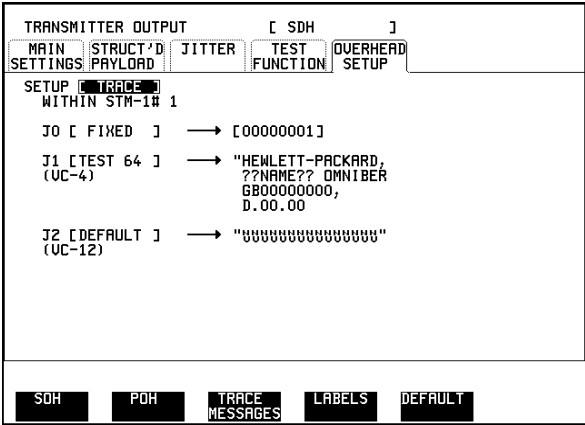 TRANSMITTER OUTPUT [ SDH ]
MAIN SETTINGS
STRUCT'D PAYLOAD
JITTER
TEST FUNCTION
OVERHEAD SETUP
SETUP [ TRACE ]
WITHIN STM-1# 1
J0 [ FIXED ] → [00000001]
J1 [TEST 64 ] → "HEWLETT-PACKARD,
(VC-4) ??NAME?? OMNIBER
GB00000000,
D.00.00
J2 [DEFAULT ] →
(VC-12)
SOH
POH
TRACE MESSAGES
LABELS
DEFAULT